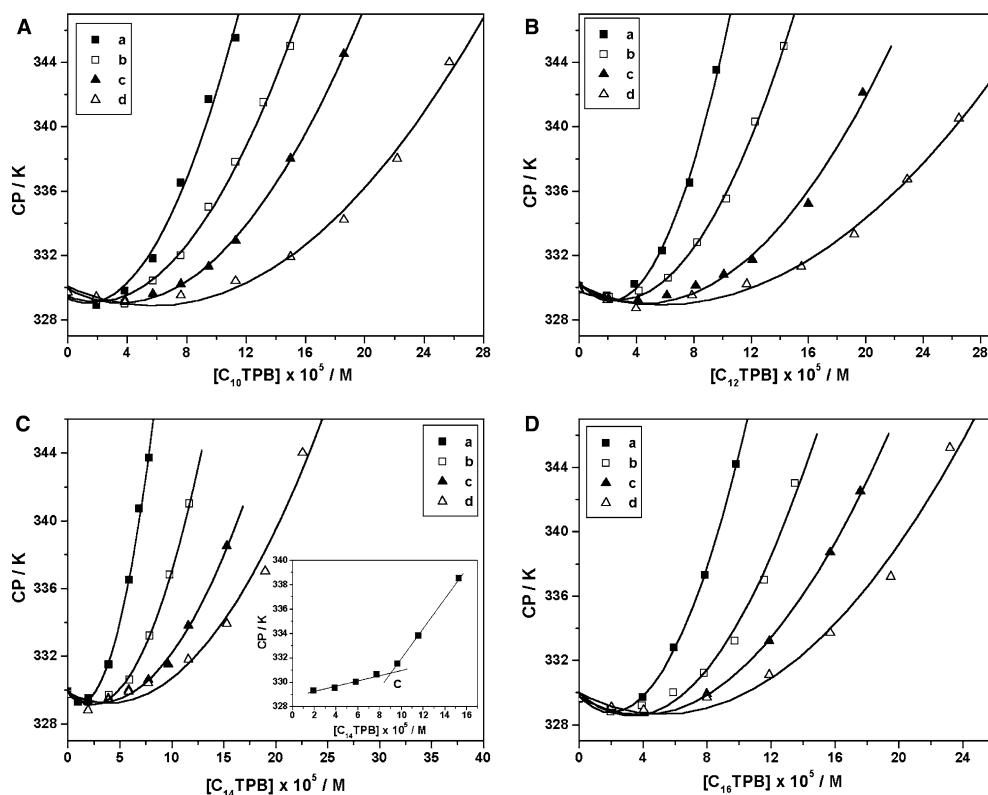 A
a
b
c
d
CP / K
344
340
336
332
328
0 4 8 12 16 20 24 28
[C10TPB] x 10^5 / M
B
a
b
c
d
CP / K
344
340
336
332
328
0 4 8 12 16 20 24 28
[C12TPB] x 10^5 / M
C
a
b
c
d
CP / K
344
340
336
332
328
0 5 10 15 20 25 30 35 40
[C14TPB] x 10^5 / M
CP / K
340
338
336
334
332
330
328
0 2 4 6 8 10 12 14 16
[C14TPB] x 10^5 / M
C
D
a
b
c
d
CP / K
344
340
336
332
328
0 4 8 12 16 20 24
[C16TPB] x 10^5 / M